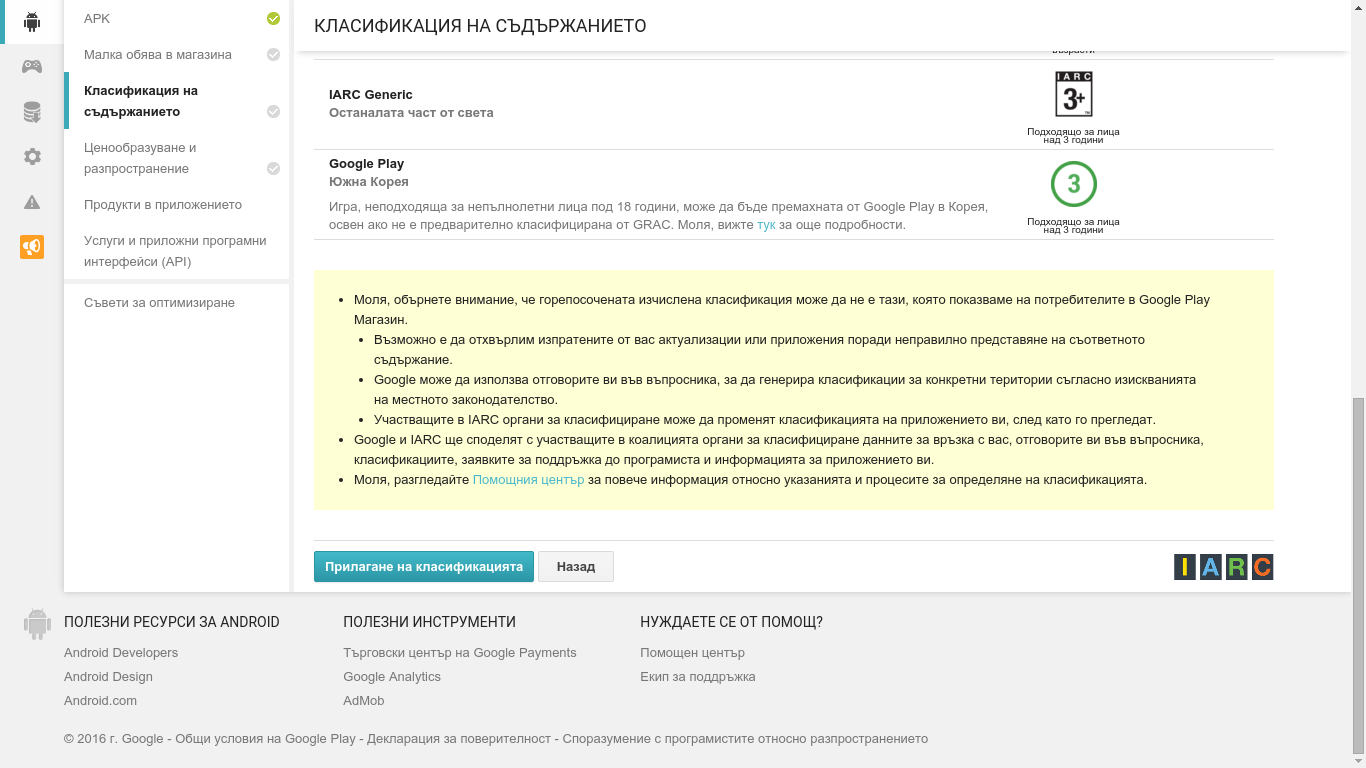 APK
Малка обява в магазина
Класификация на
съдържанието
Ценообразуване и
разпространение
Продукти в приложението
Услуги и приложни програмни
интерфейси (API)
Съвети за оптимизиране
КЛАСИФИКАЦИЯ НА СЪДЪРЖАНИЕТО
възрасти
IARC Generic
Останалата част от света
IARC
3+
TM
Подходящо за лица
над 3 години
Google Play
Южна Корея
Игра, неподходяща за непълнолетни лица под 18 години, може да бъде премахната от Google Play в Корея,
освен ако не е предварително класифицирана от GRAC. Моля, вижте тук за още подробности.
3
Подходящо за лица
над 3 години
• Моля, обърнете внимание, че горепосочената изчислена класификация може да не е тази, която показваме на потребителите в Google Play
Магазин.
• Възможно е да отхвърлим изпратените от вас актуализации или приложения поради неправилно представяне на съответното
съдържание.
• Google може да използва отговорите ви във въпросника, за да генерира класификации за конкретни територии съгласно изискванията
на местното законодателство.
• Участващите в IARC органи за класифициране може да променят класификацията на приложението ви, след като го прегледат.
• Google и IARC ще споделят с участващите в коалицията органи за класифициране данните за връзка с вас, отговорите ви във въпросника,
класификациите, заявките за поддръжка до програмиста и информацията за приложението ви.
• Моля, разгледайте Помощния център за повече информация относно указанията и процесите за определяне на класификацията.
Прилагане на класификацията
Назад
IARC
ПОЛЕЗНИ РЕСУРСИ ЗА ANDROID
Android Developers
Android Design
Android.com
ПОЛЕЗНИ ИНСТРУМЕНТИ
Търговски център на Google Payments
Google Analytics
AdMob
НУЖДАЕТЕ СЕ ОТ ПОМОЩ?
Помощен център
Екип за поддръжка
© 2016 г. Google - Общи условия на Google Play - Декларация за поверителност - Споразумение с програмистите относно разпространението